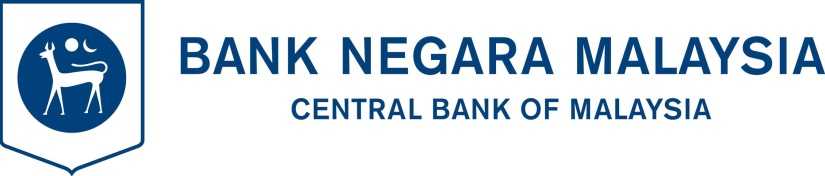 BANK NEGARA MALAYSIA
CENTRAL BANK OF MALAYSIA